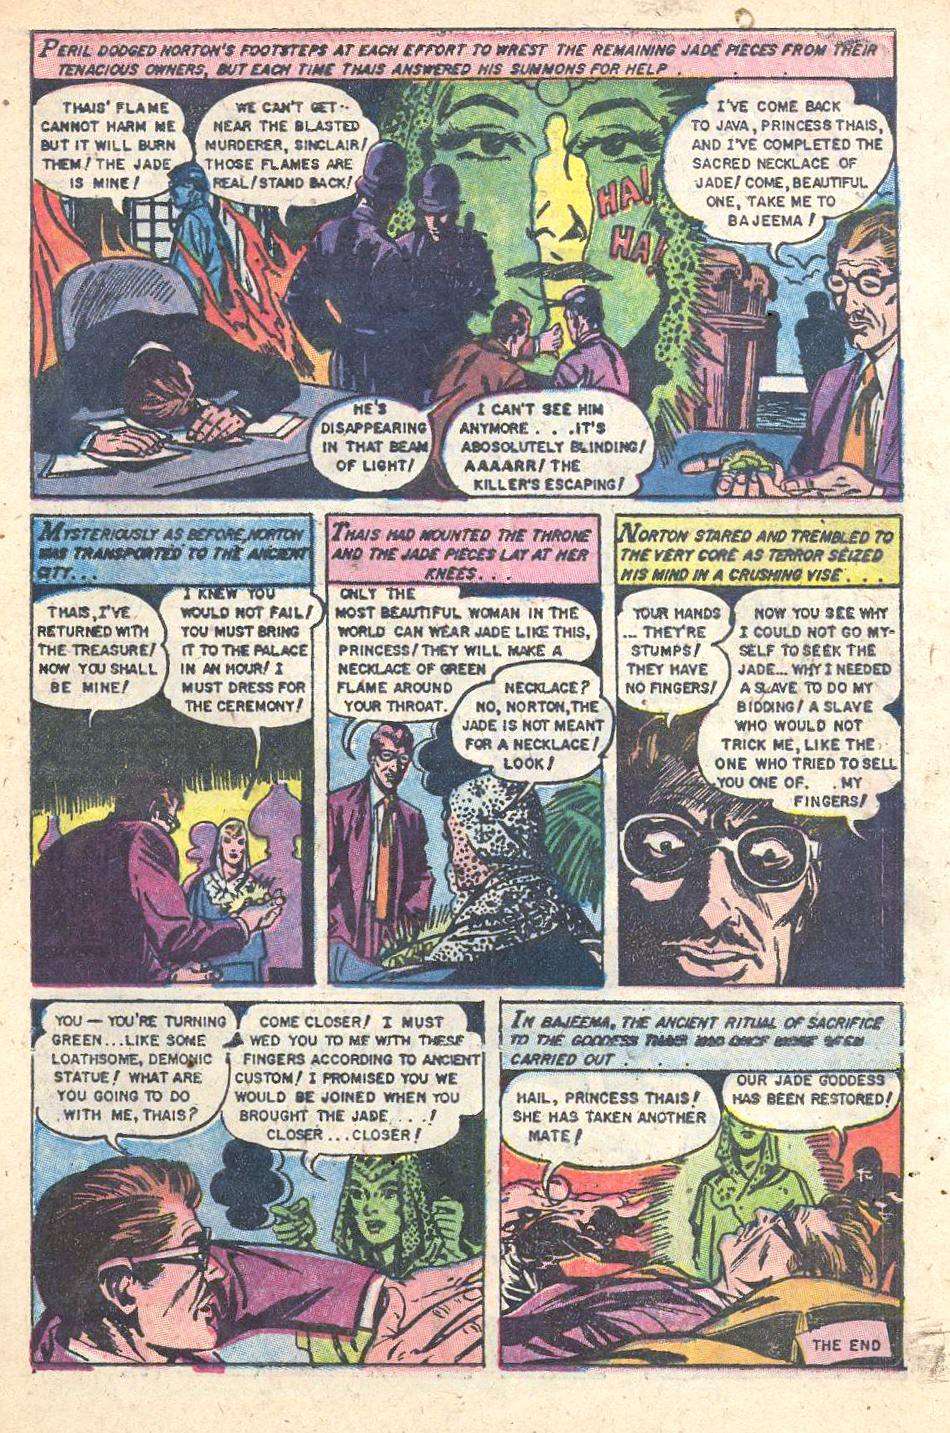 PERIL DODGED NORTON'S FOOTSTEPS AT EACH EFFORT TO WREST THE REMAINING JADE PIECES FROM THEIR
TENACIOUS OWNERS, BUT EACH TIME THAIS ANSWERED HIS SUMMONS FOR HELP .
THAIS' FLAME
CANNOT HARM ME
BUT IT WILL BURN
THEM! THE JADE
IS MINE!
WE CAN'T GET
NEAR THE BLASTED
MURDERER, SINCLAIR!
THOSE FLAMES ARE
REAL! STAND BACK!
HA!
HA!
HE'S
DISAPPEARING
IN THAT BEAM
OF LIGHT!
I CAN'T SEE HIM
ANYMORE . . .IT'S
ABOSOLUTELY BLINDING!
AAAARR! THE
KILLER'S ESCAPING!
I'VE COME BACK
TO JAVA, PRINCESS THAIS,
AND I'VE COMPLETED THE
SACRED NECKLACE OF
JADE! COME, BEAUTIFUL
ONE, TAKE ME TO
BAJEEMA!
MYSTERIOUSLY AS BEFORE, NORTON
WAS TRANSPORTED TO THE ANCIENT
CITY...
THAIS, I'VE
RETURNED WITH
THE TREASURE!
NOW YOU SHALL
BE MINE!
I KNEW YOU
WOULD NOT FAIL!
YOU MUST BRING
IT TO THE PALACE
IN AN HOUR! I
MUST DRESS FOR
THE CEREMONY!
THAIS HAD MOUNTED THE THRONE
AND THE JADE PIECES LAY AT HER
KNEES. . .
ONLY THE
MOST BEAUTIFUL WOMAN IN THE
WORLD CAN WEAR JADE LIKE THIS,
PRINCESS! THEY WILL MAKE A
NECKLACE OF GREEN
FLAME AROUND
YOUR THROAT.
NECKLACE?
NO, NORTON, THE
JADE IS NOT MEANT
FOR A NECKLACE!
LOOK!
NORTON STARED AND TREMBLED TO
THE VERY CORE AS TERROR SEIZED
HIS MIND IN A CRUSHING VISE . . .
YOUR HANDS
... THEY'RE
STUMPS!
THEY HAVE
NO FINGERS!
NOW YOU SEE WHY
I COULD NOT GO MY-
SELF TO SEEK THE
JADE... WHY I NEEDED
A SLAVE TO DO MY
BIDDING! A SLAVE
WHO WOULD NOT
TRICK ME, LIKE THE
ONE WHO TRIED TO SELL
YOU ONE OF. . . MY
FINGERS!
YOU — YOU'RE TURNING
GREEN...LIKE SOME
LOATHSOME, DEMONIC
STATUE! WHAT ARE
YOU GOING TO DO
WITH ME, THAIS?
COME CLOSER! I MUST
WED YOU TO ME WITH THESE
FINGERS ACCORDING TO ANCIENT
CUSTOM! I PROMISED YOU WE
WOULD BE JOINED WHEN YOU
BROUGHT THE JADE . . . !
CLOSER ...CLOSER!
IN BAJEEMA, THE ANCIENT RITUAL OF SACRIFICE
TO THE GODDESS THAIS HAD ONCE MORE BEEN
CARRIED OUT . .
HAIL, PRINCESS THAIS!
SHE HAS TAKEN ANOTHER
MATE!
OUR JADE GODDESS
HAS BEEN RESTORED!
THE END